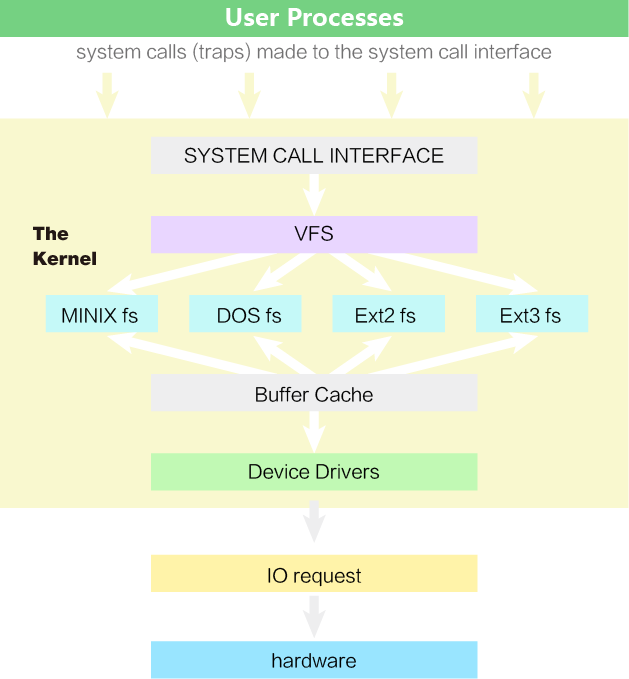 User Processes
system calls (traps) made to the system call interface
SYSTEM CALL INTERFACE
The
Kernel
VFS
MINIX fs
DOS fs
Ext2 fs
Ext3 fs
Buffer Cache
Device Drivers
IO request
hardware